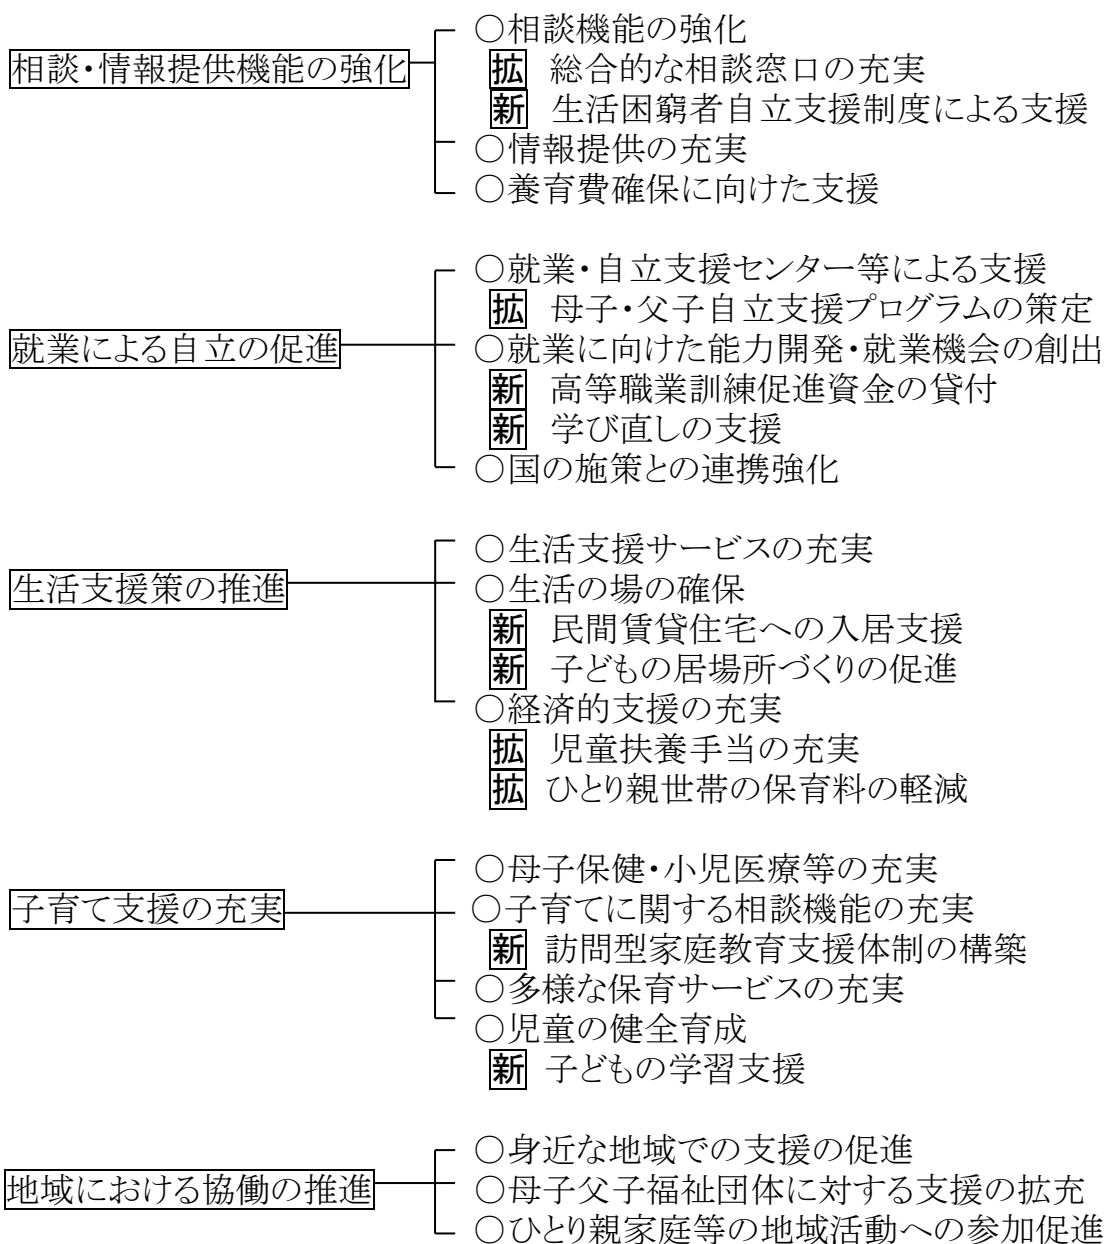 相談・情報提供機能の強化
○相談機能の強化
拡 総合的な相談窓口の充実
新 生活困窮者自立支援制度による支援
○情報提供の充実
○養育費確保に向けた支援
就業による自立の促進
○就業・自立支援センター等による支援
拡 母子・父子自立支援プログラムの策定
○就業に向けた能力開発・就業機会の創出
新 高等職業訓練促進資金の貸付
新 学び直しの支援
○国の施策との連携強化
生活支援策の推進
○生活支援サービスの充実
○生活の場の確保
新 民間賃貸住宅への入居支援
新 子どもの居場所づくりの促進
○経済的支援の充実
拡 児童扶養手当の充実
拡 ひとり親世帯の保育料の軽減
子育て支援の充実
○母子保健・小児医療等の充実
○子育てに関する相談機能の充実
新 訪問型家庭教育支援体制の構築
○多様な保育サービスの充実
○児童の健全育成
新 子どもの学習支援
地域における協働の推進
○身近な地域での支援の促進
○母子父子福祉団体に対する支援の拡充
○ひとり親家庭等の地域活動への参加促進